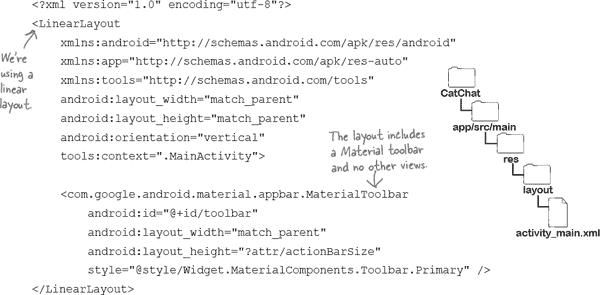 <?xml version="1.0" encoding="utf-8"?>
<LinearLayout
xmlns:android="http://schemas.android.com/apk/res/android"
xmlns:app="http://schemas.android.com/apk/res-auto"
xmlns:tools="http://schemas.android.com/tools"
android:layout_width="match_parent"
android:layout_height="match_parent"
android:orientation="vertical"
tools:context=".MainActivity">
<com.google.android.material.appbar.MaterialToolbar
android:id="@+id/toolbar"
android:layout_width="match_parent"
android:layout_height="?attr/actionBarSize"
style="@style/Widget.MaterialComponents.Toolbar.Primary" />
</LinearLayout>
We're
using a
linear
layout.
The layout includes
a Material toolbar
and no other views.
CatChat
app/src/main
res
layout
activity_main.xml